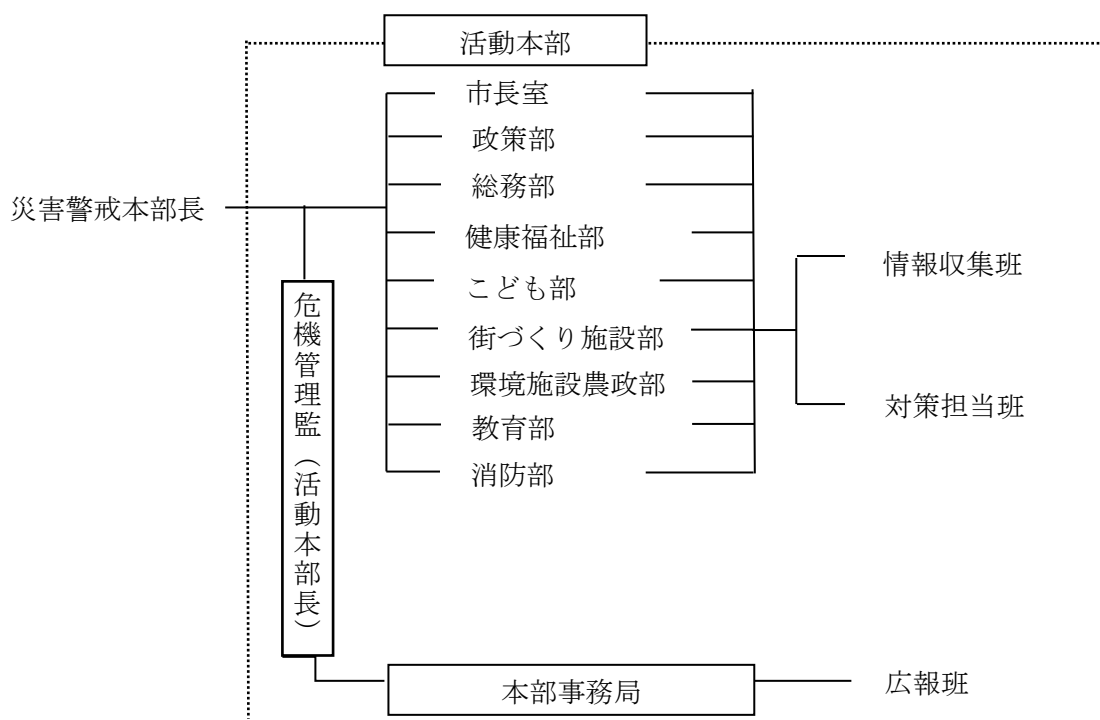 活動本部
市長室
政策部
総務部
災害警戒本部長
健康福祉部
こども部
街づくり施設部
環境施設農政部
教育部
消防部
情報収集班
対策担当班
危機管理監（活動本部長）
本部事務局
広報班